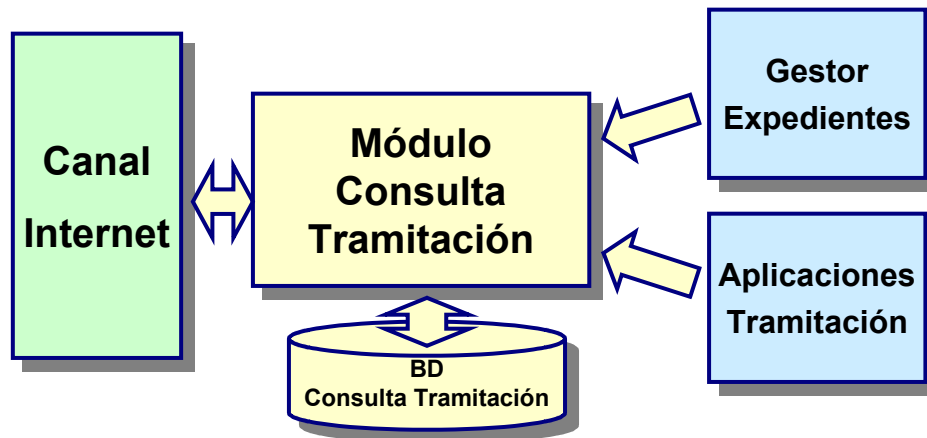 Canal
Internet
Módulo
Consulta
Tramitación
Gestor
Expedientes
Aplicaciones
Tramitación
BD
Consulta Tramitación